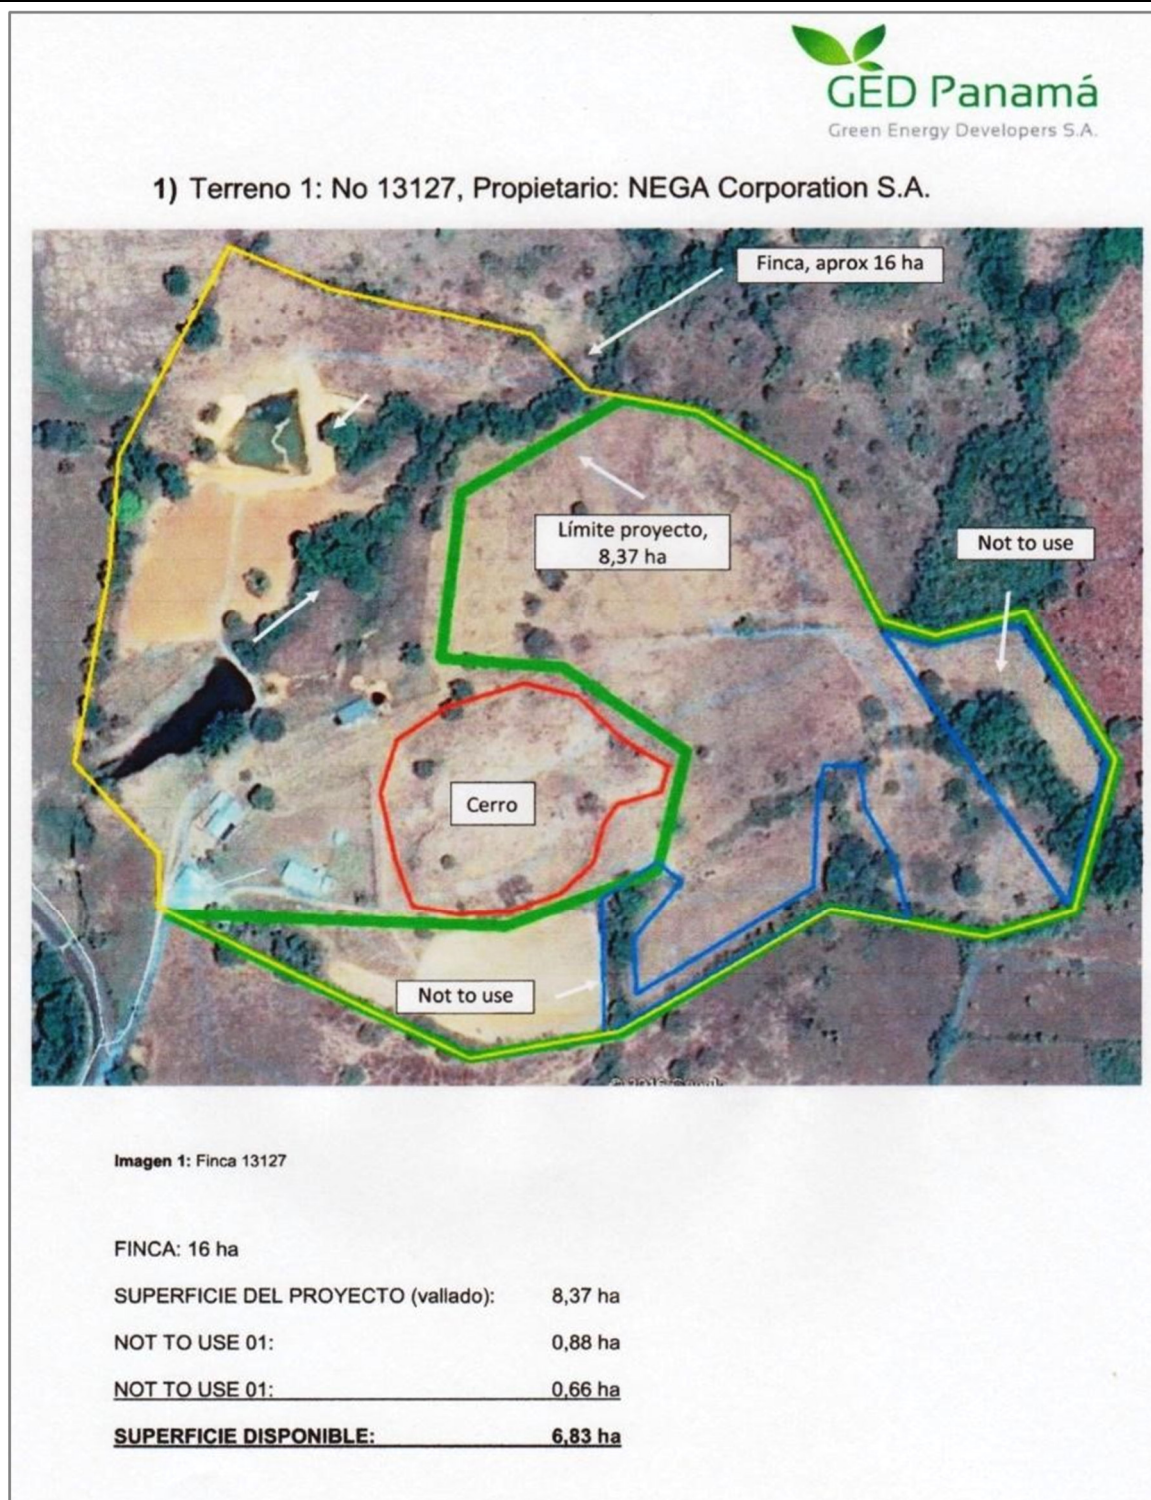 GED Panamá
Green Energy Developers S.A.
1) Terreno 1: No 13127, Propietario: NEGA Corporation S.A.
Finca, aprox 16 ha
Límite proyecto,
8,37 ha
Not to use
Cerro
Not to use
Imagen 1: Finca 13127
FINCA: 16 ha
SUPERFICIE DEL PROYECTO (vallado): 8,37 ha
NOT TO USE 01: 0,88 ha
NOT TO USE 01: 0,66 ha
SUPERFICIE DISPONIBLE: 6,83 ha